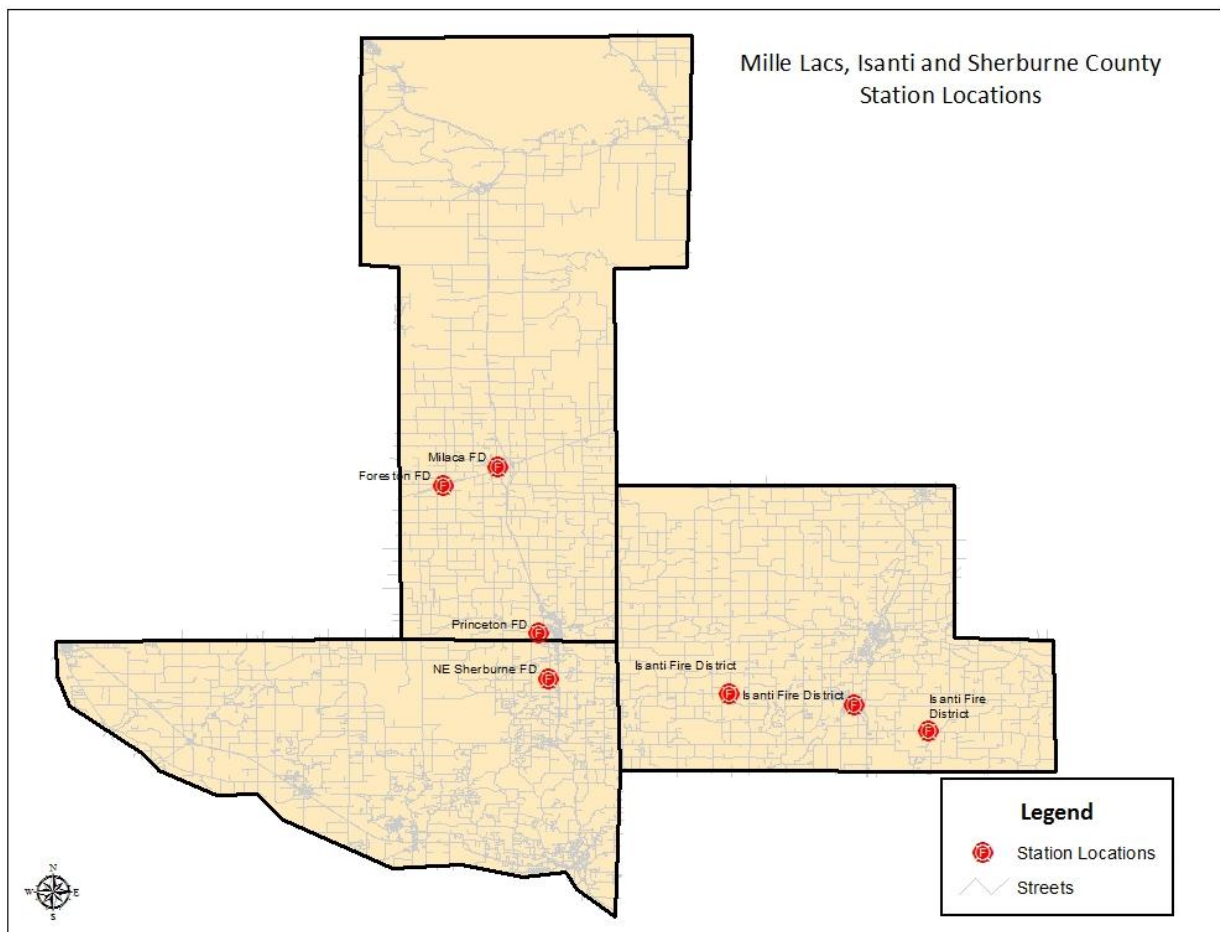 Mille Lacs, Isanti and Sherburne County
Station Locations
Milaca FD
F
Foreston FD
F
Princeton FD
F
NE Sherburne FD
F
Isanti Fire District
F
Isanti Fire District
F
Isanti Fire
District
F
Legend
F
Station Locations
Streets
N
W
E
S